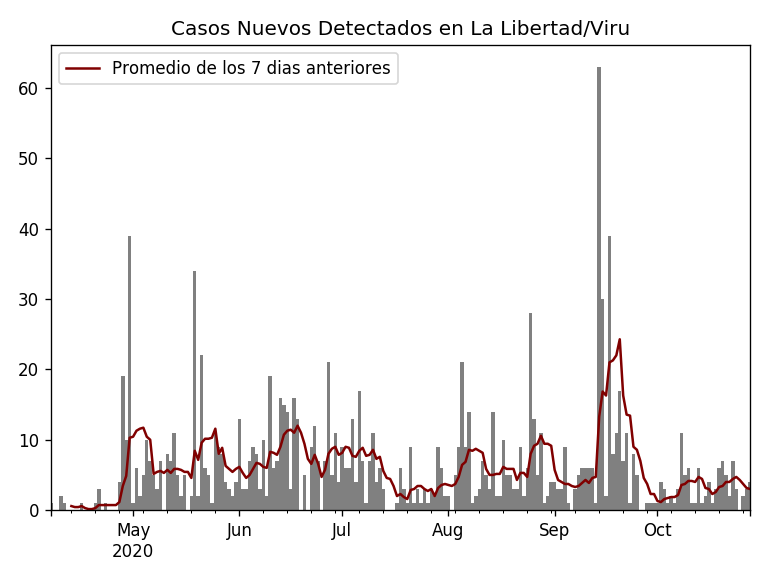 Casos Nuevos Detectados en La Libertad/Viru
Promedio de los 7 dias anteriores
60
50
40
30
20
10
0
May Jun Jul Aug Sep Oct
2020